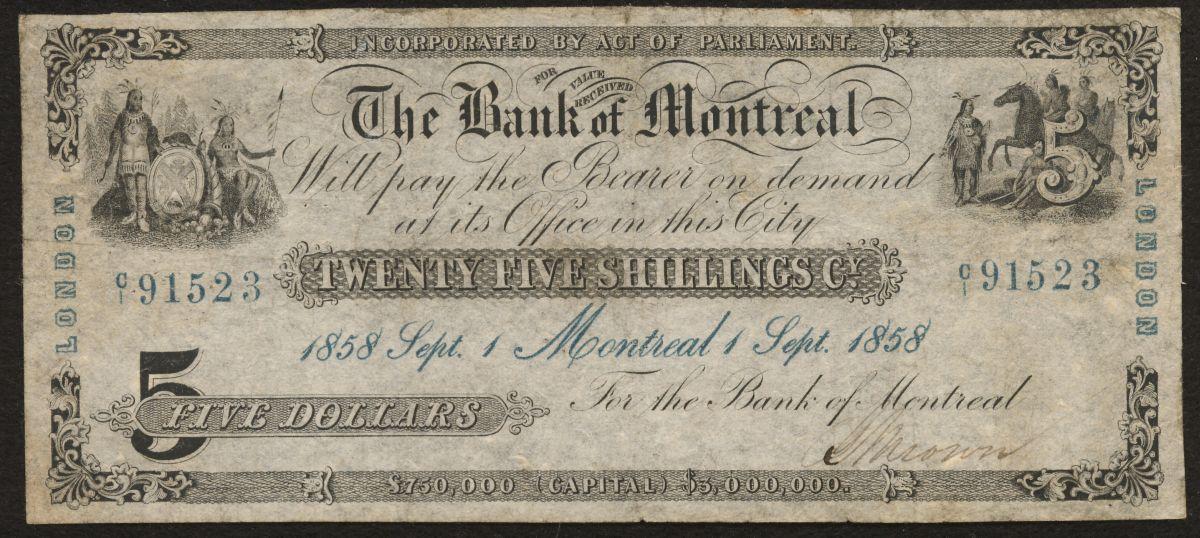 INCORPORATED BY ACT OF PARLIAMENT.
FOR VALUE RECEIVED
The Bank of Montreal
5
Will pay the Bearer on demand
at its Office in this City
LONDON
LONDON
TWENTY FIVE SHILLINGS CY.
C/1 91523
C/1 91523
1858 Sept. 1 Montreal 1 Sept. 1858
5
FIVE DOLLARS
For the Bank of Montreal
$750,000 (CAPITAL) $3,000,000.